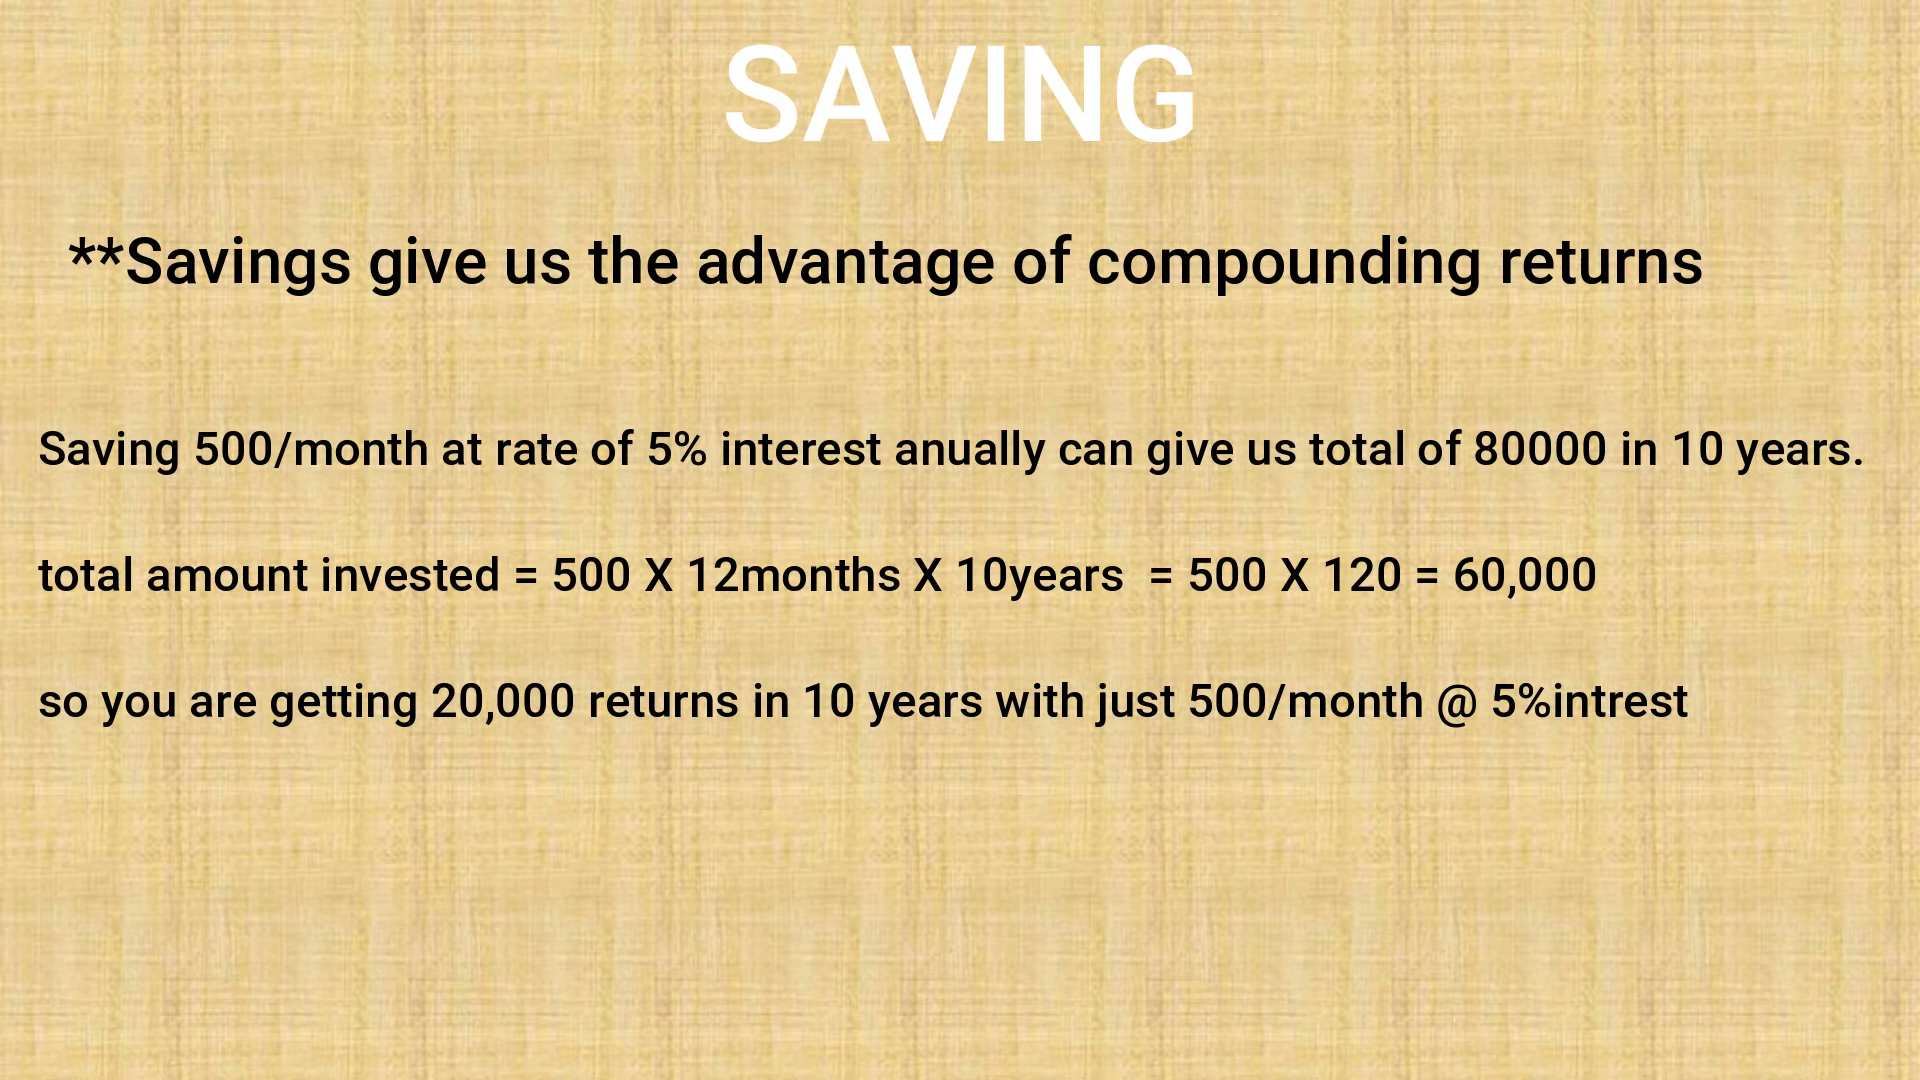 SAVING
**Savings give us the advantage of compounding returns
Saving 500/month at rate of 5% interest anually can give us total of 80000 in 10 years.
total amount invested = 500 X 12months X 10years  = 500 X 120 = 60,000
so you are getting 20,000 returns in 10 years with just 500/month @ 5%intrest